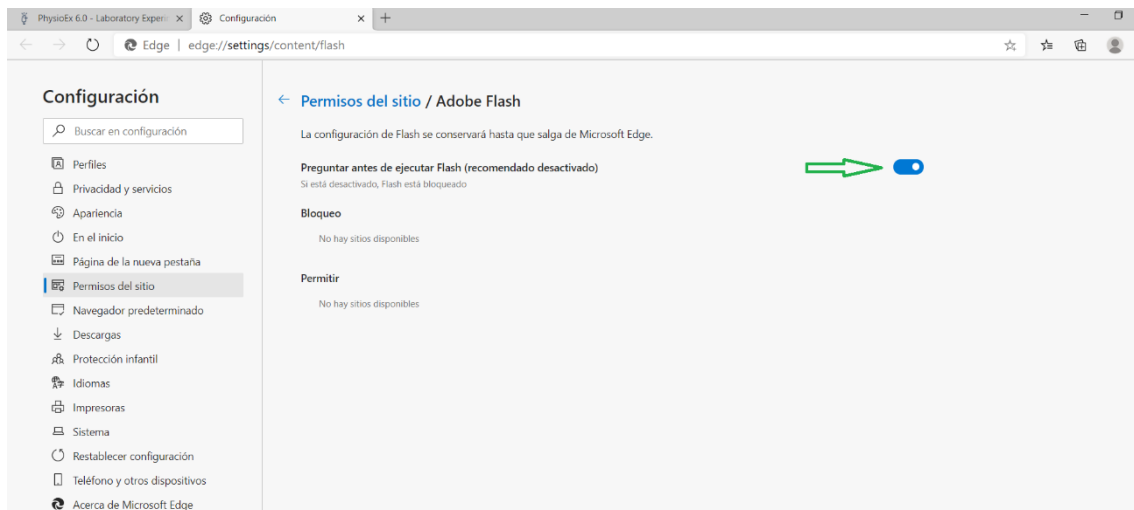 PhysioEx 6.0 - Laboratory Experi
Configuración
Edge | edge://settings/content/flash
Configuración
Buscar en configuración
Perfiles
Privacidad y servicios
Apariencia
En el inicio
Página de la nueva pestaña
Permisos del sitio
Navegador predeterminado
Descargas
Protección infantil
Idiomas
Impresoras
Sistema
Restablecer configuración
Teléfono y otros dispositivos
Acerca de Microsoft Edge
Permisos del sitio / Adobe Flash
La configuración de Flash se conservará hasta que salga de Microsoft Edge.
Preguntar antes de ejecutar Flash (recomendado desactivado)
Si está desactivado, Flash está bloqueado
Bloqueo
No hay sitios disponibles
Permitir
No hay sitios disponibles